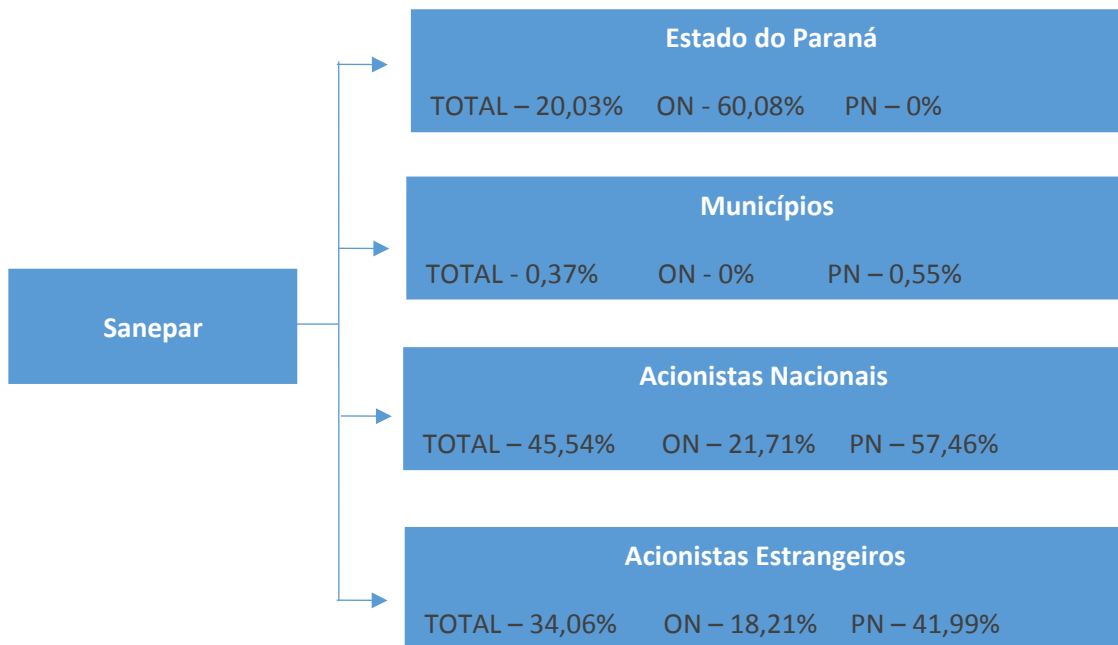 Estado do Paraná
TOTAL – 20,03% ON - 60,08% PN – 0%
Municípios
TOTAL - 0,37% ON - 0% PN – 0,55%
Sanepar
Acionistas Nacionais
TOTAL – 45,54% ON – 21,71% PN – 57,46%
Acionistas Estrangeiros
TOTAL – 34,06% ON – 18,21% PN – 41,99%